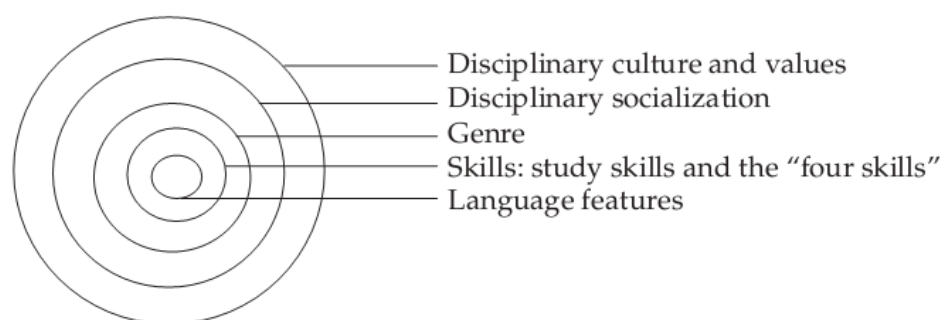 Disciplinary culture and values
Disciplinary socialization
Genre
Skills: study skills and the “four skills”
Language features